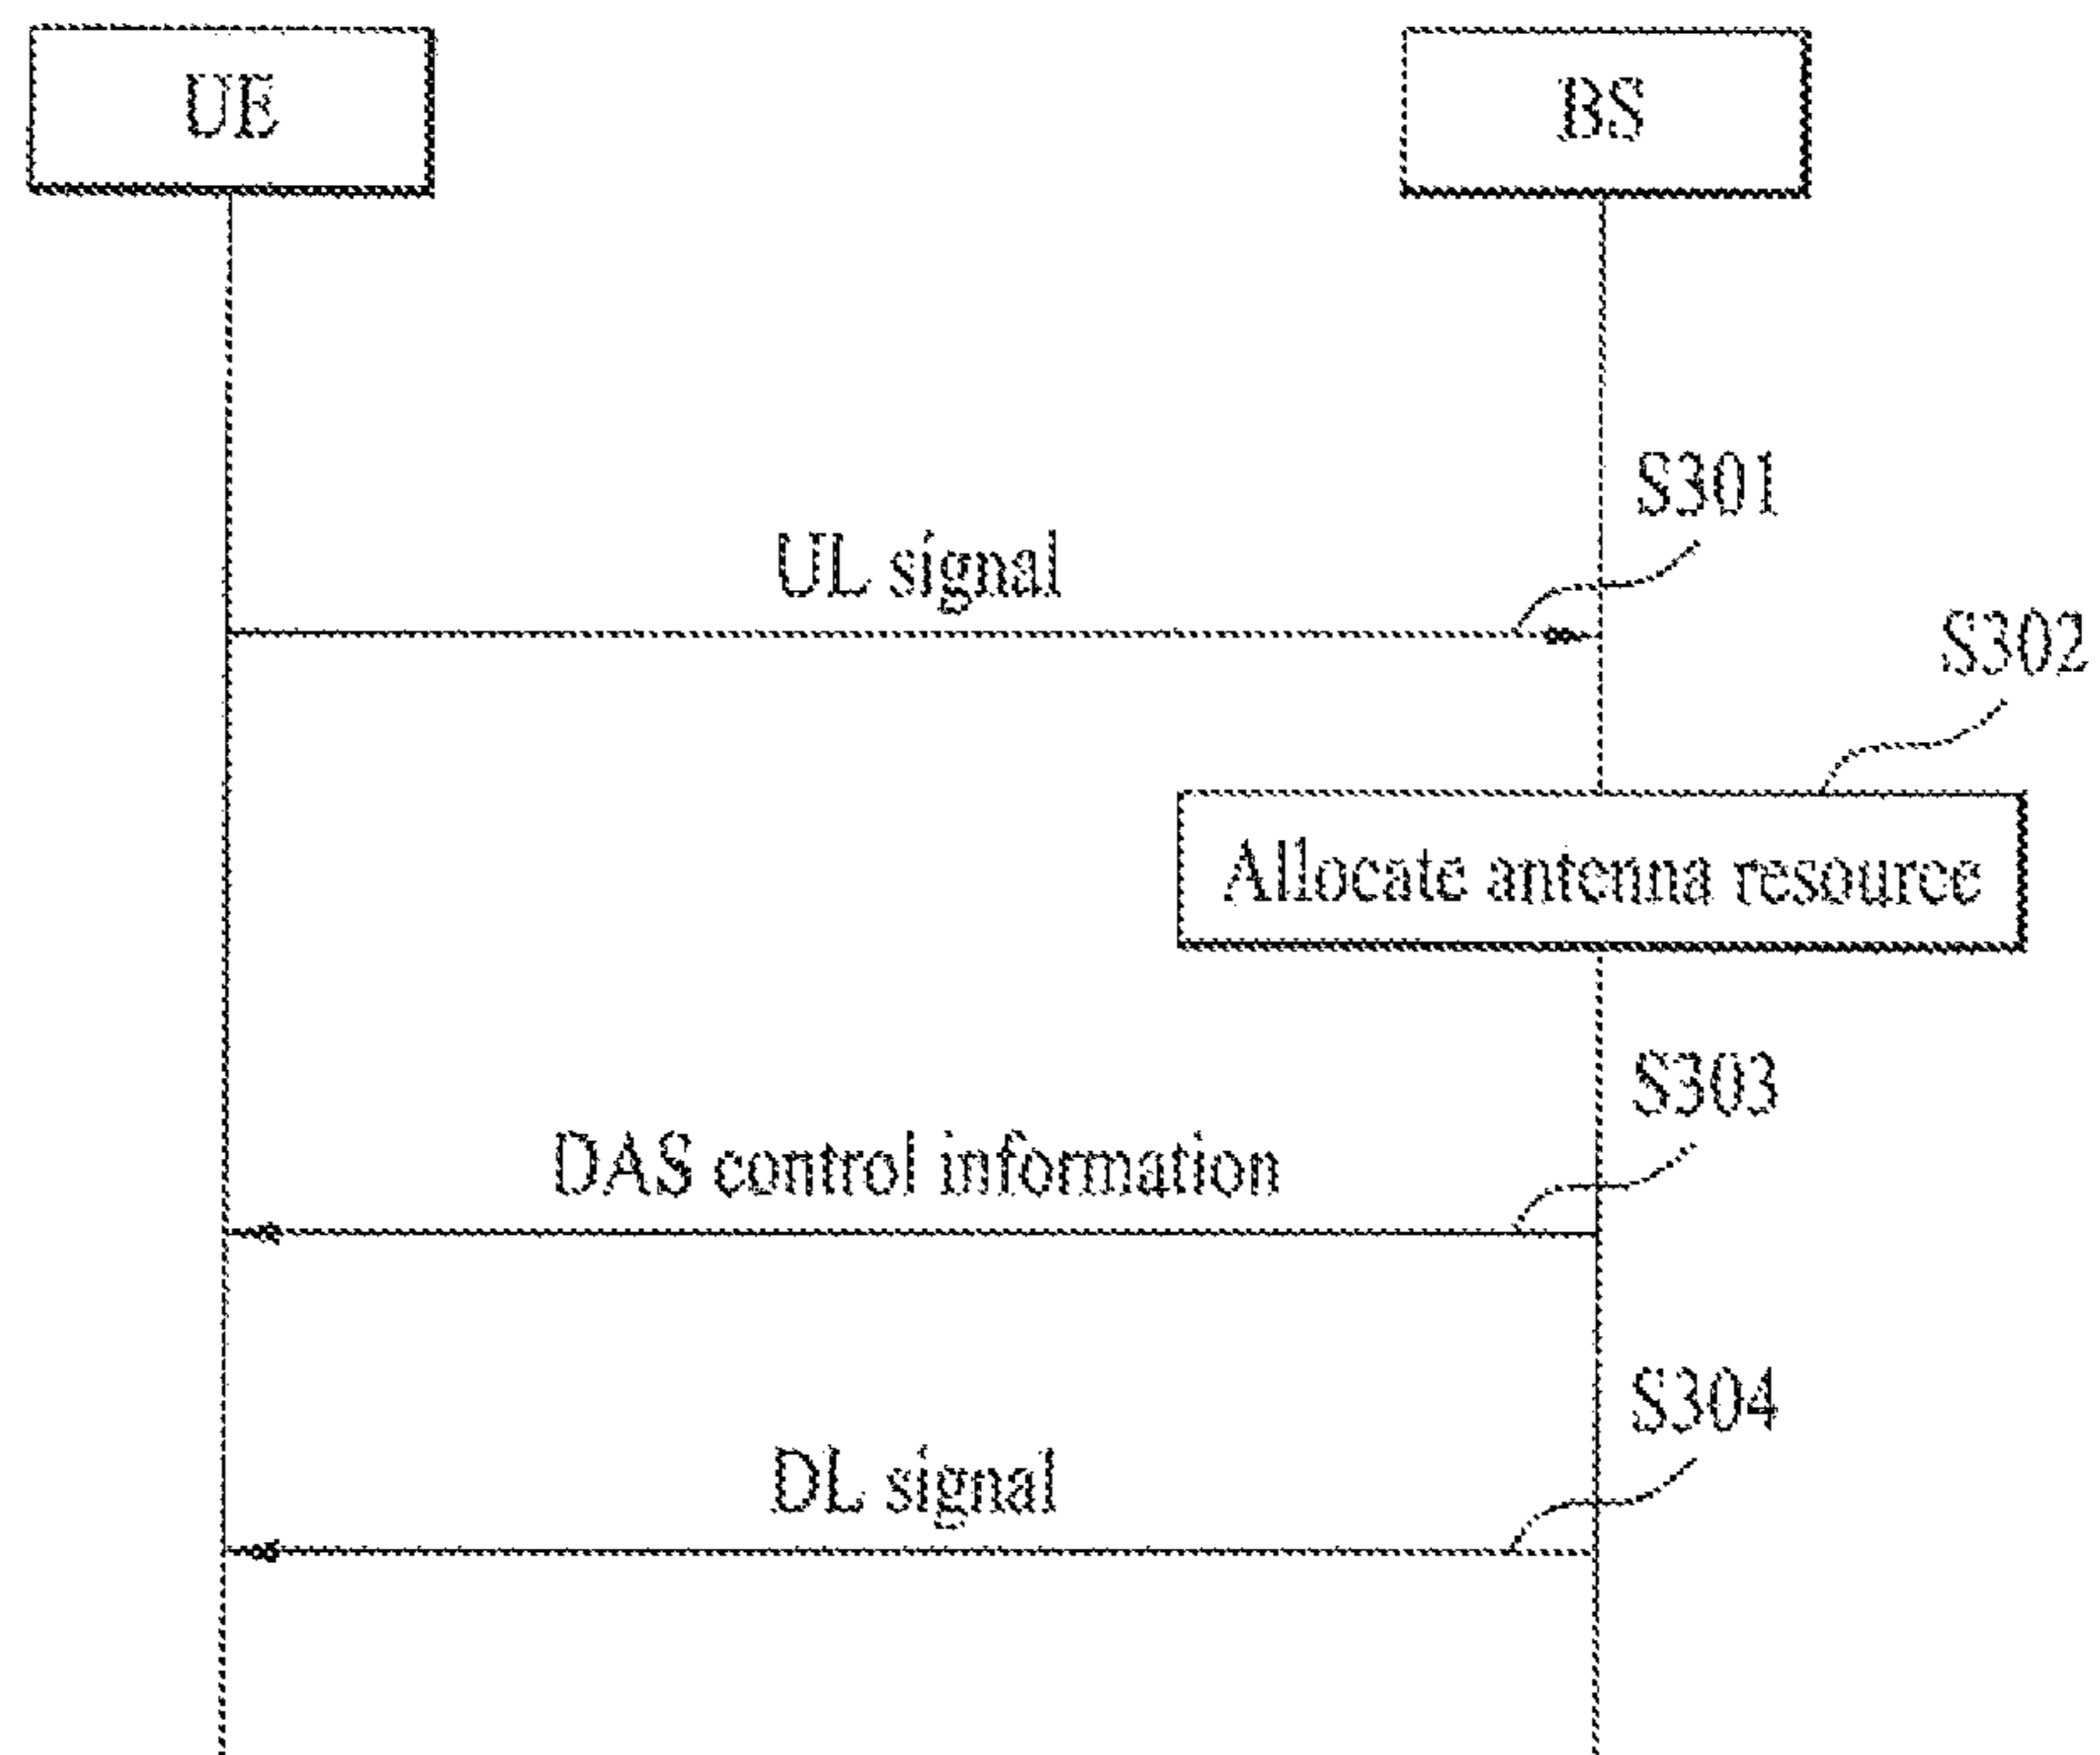 UE
BS
S301
UL signal
S302
Allocate antenna resource
S303
DAS control information
S304
DL signal